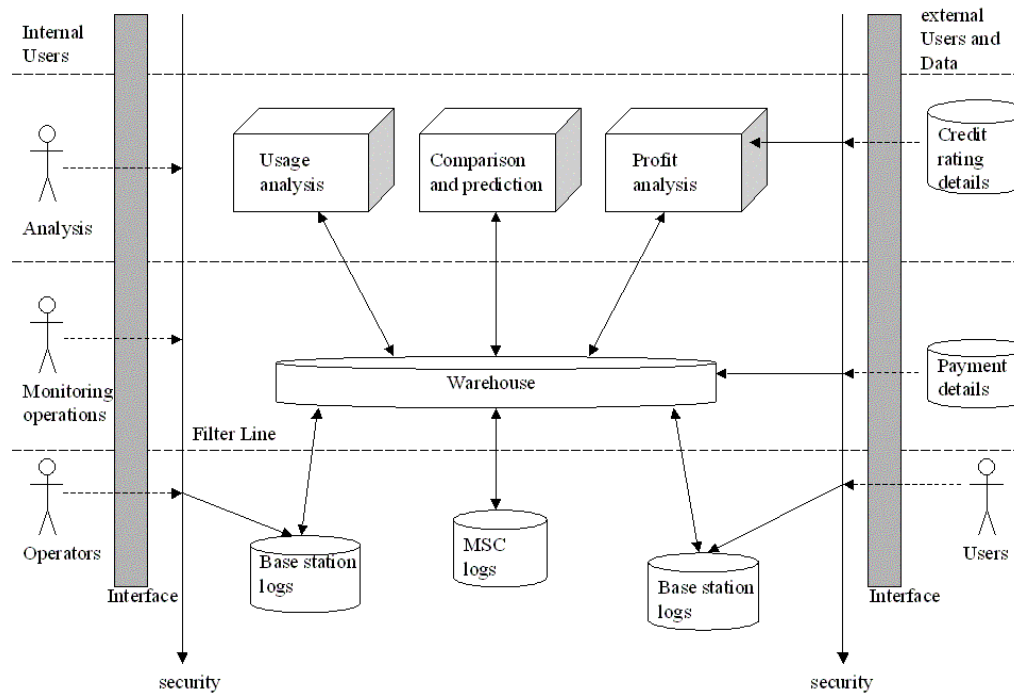 Internal
Users
external
Users and
Data
Usage
analysis
Comparison
and prediction
Profit
analysis
Credit
rating
details
Analysis
Monitoring
operations
Warehouse
Payment
details
Filter Line
Operators
Base station
logs
MSC
logs
Base station
logs
Users
Interface
Interface
security
security